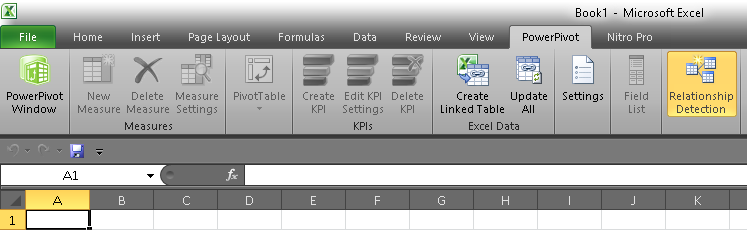 Book1 - Microsoft Excel
File Home Insert Page Layout Formulas Data Review View PowerPivot Nitro Pro
PowerPivot Window
New Measure
Delete Measure
Measure Settings
PivotTable
Create KPI
Edit KPI Settings
Delete KPI
Create Linked Table
Update All
Settings
Field List
Relationship Detection
Measures KPIs Excel Data
A1 fx
A B C D E F G H I J K
1